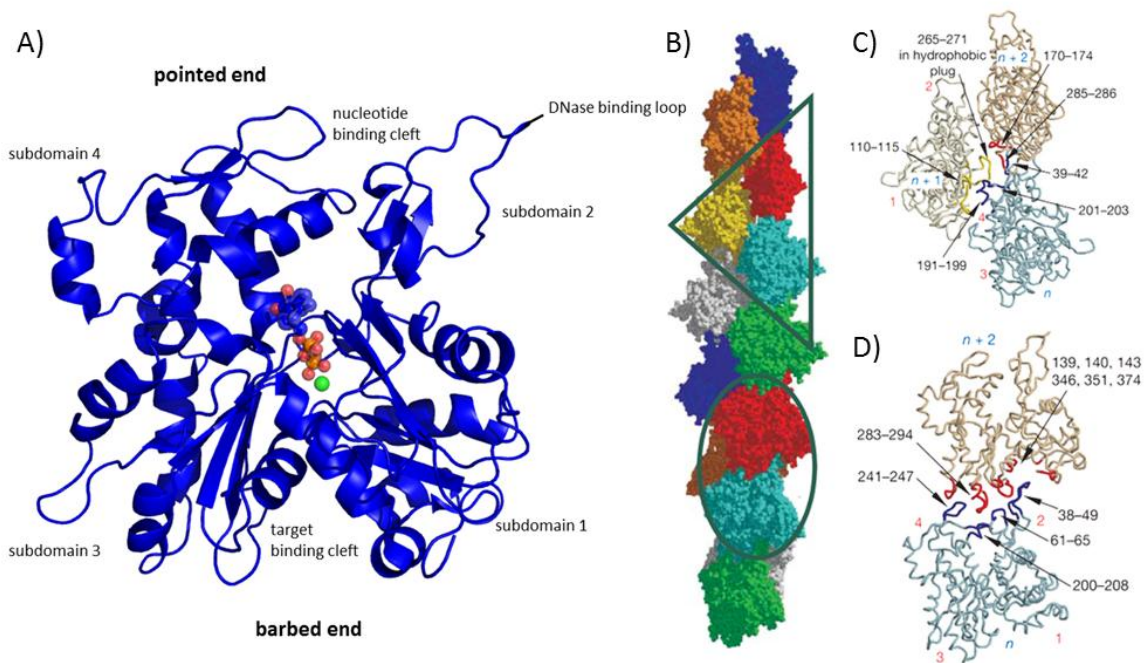 A)
pointed end
nucleotide
binding cleft
DNase binding loop
subdomain 4
subdomain 2
subdomain 3
target
binding cleft
subdomain 1
barbed end
B)
C)
265–271
in hydrophobic
plug
n + 2
170–174
2
285–286
110–115
n + 1
39–42
1
4
201–203
191–199
3
n
D)
n + 2
139, 140, 143
346, 351, 374
283–294
241–247
38–49
4
2
61–65
200–208
1
3
n